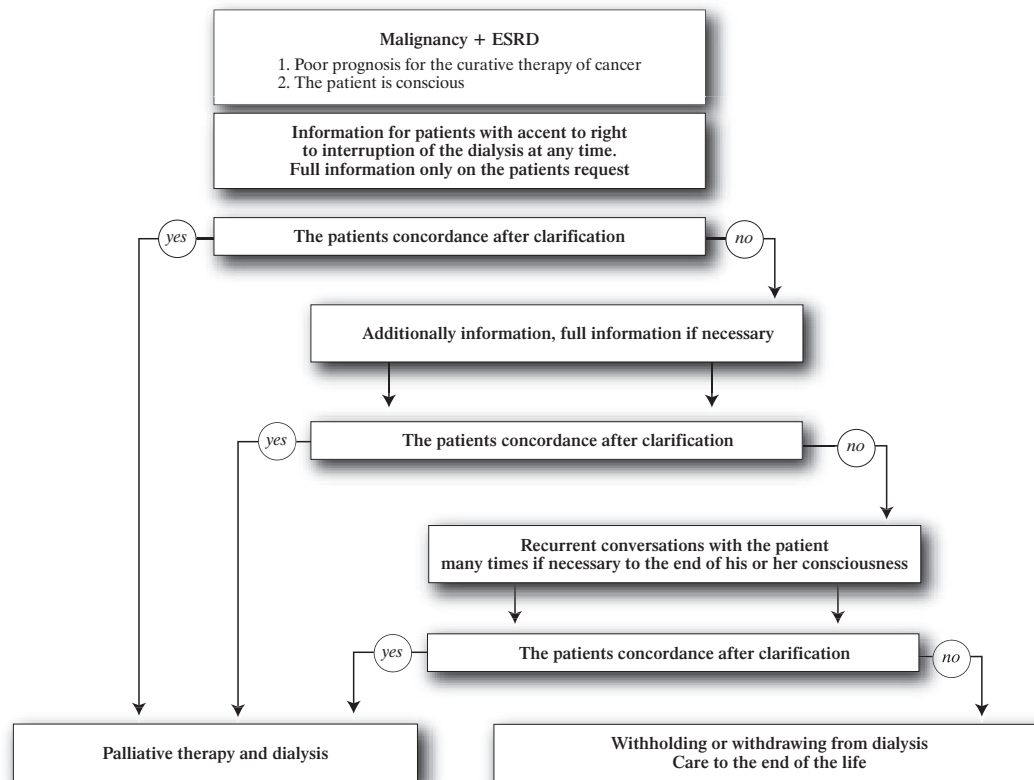 Malignancy + ESRD
1. Poor prognosis for the curative therapy of cancer
2. The patient is conscious
Information for patients with accent to right
to interruption of the dialysis at any time.
Full information only on the patients request
yes
The patients concordance after clarification
no
Additionally information, full information if necessary
yes
The patients concordance after clarification
no
Recurrent conversations with the patient
many times if necessary to the end of his or her consciousness
yes
The patients concordance after clarification
no
Palliative therapy and dialysis
Withholding or withdrawing from dialysis
Care to the end of the life